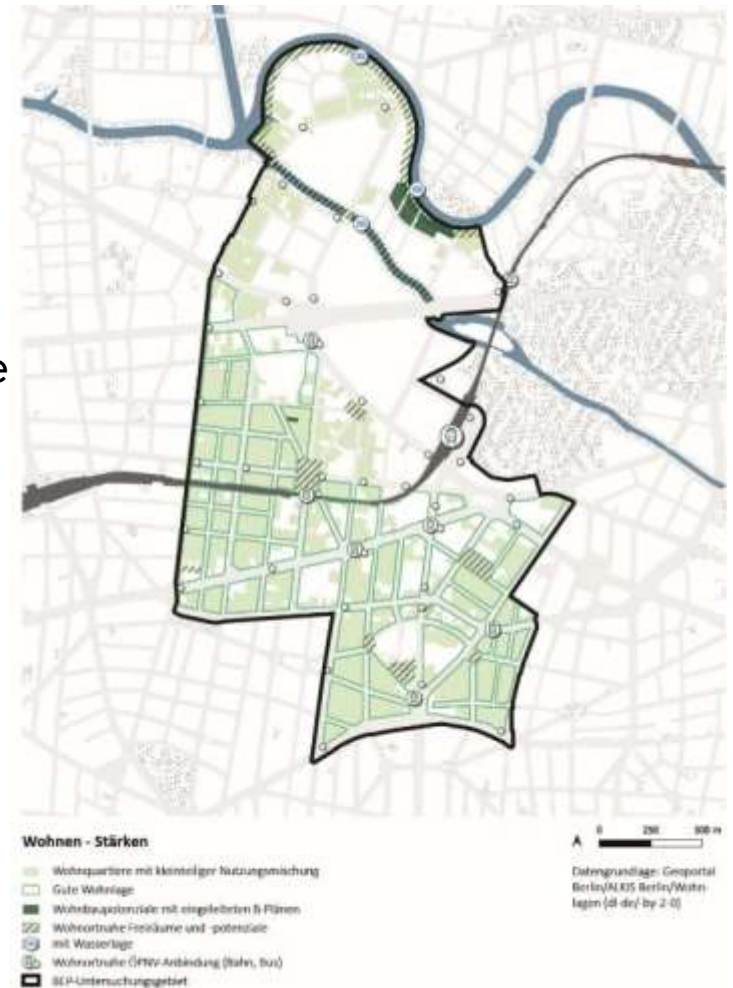 e
Wohnen - Stärken
Wohnquartiere mit kleinteiliger Nutzungsmischung
Gute Wohnlage
Wohnbaupotenziale mit eingeleiteten B-Plänen
Wohnortnahe Freiräume und -potenziale
mit Wasserlage
Wohnortnahe ÖPNV-Anbindung (Bahn, Bus)
BCP-Untersuchungsgebiet
0 250 500 m
Datengrundlage: Geoportal
Berlin/ALKIS Berlin/Wohn-
lagen (dl-de/-by-2-0)